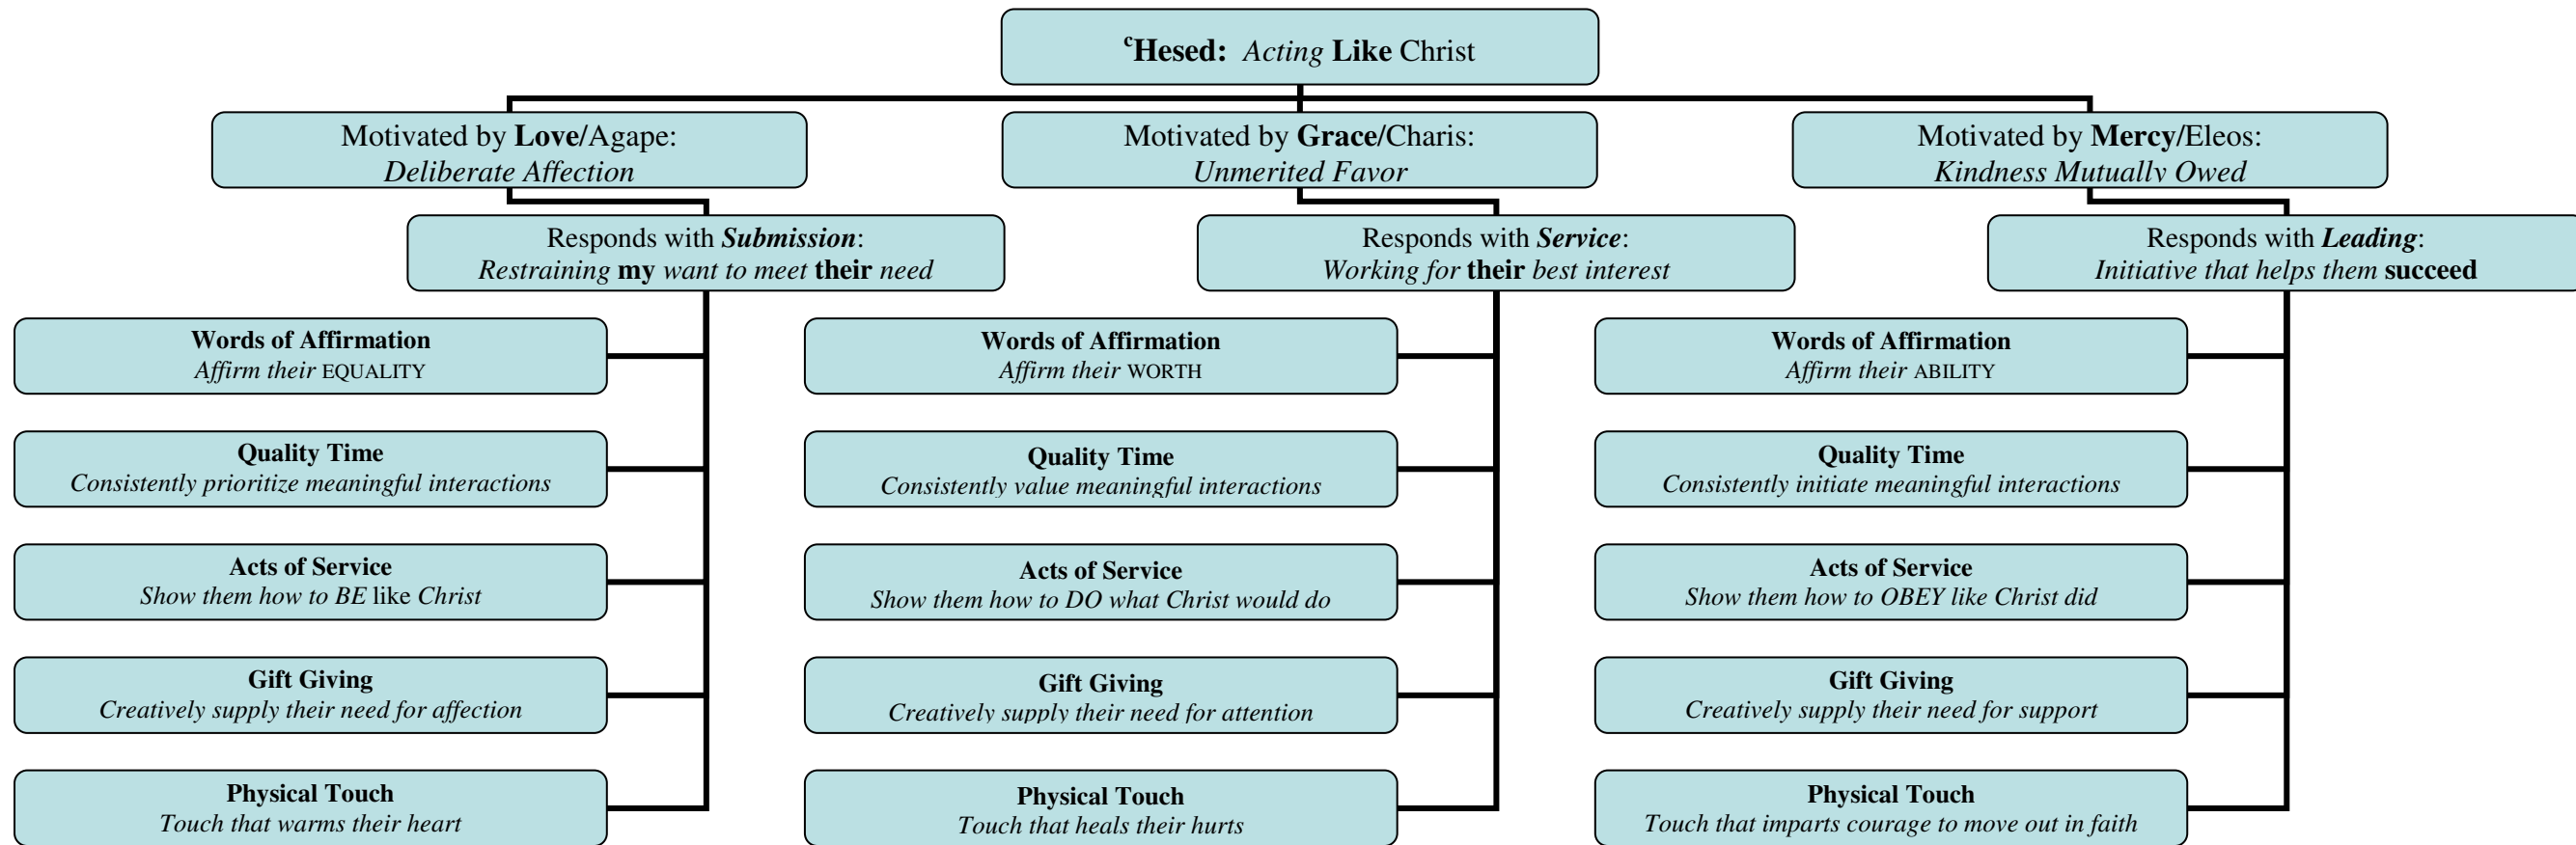 cHesed: Acting Like Christ
Motivated by Love/Agape:
Deliberate Affection
Motivated by Grace/Charis:
Unmerited Favor
Motivated by Mercy/Eleos:
Kindness Mutually Owed
Responds with Submission:
Restraining my want to meet their need
Responds with Service:
Working for their best interest
Responds with Leading:
Initiative that helps them succeed
Words of Affirmation
Affirm their EQUALITY
Quality Time
Consistently prioritize meaningful interactions
Acts of Service
Show them how to BE like Christ
Gift Giving
Creatively supply their need for affection
Physical Touch
Touch that warms their heart
Words of Affirmation
Affirm their WORTH
Quality Time
Consistently value meaningful interactions
Acts of Service
Show them how to DO what Christ would do
Gift Giving
Creatively supply their need for attention
Physical Touch
Touch that heals their hurts
Words of Affirmation
Affirm their ABILITY
Quality Time
Consistently initiate meaningful interactions
Acts of Service
Show them how to OBEY like Christ did
Gift Giving
Creatively supply their need for support
Physical Touch
Touch that imparts courage to move out in faith